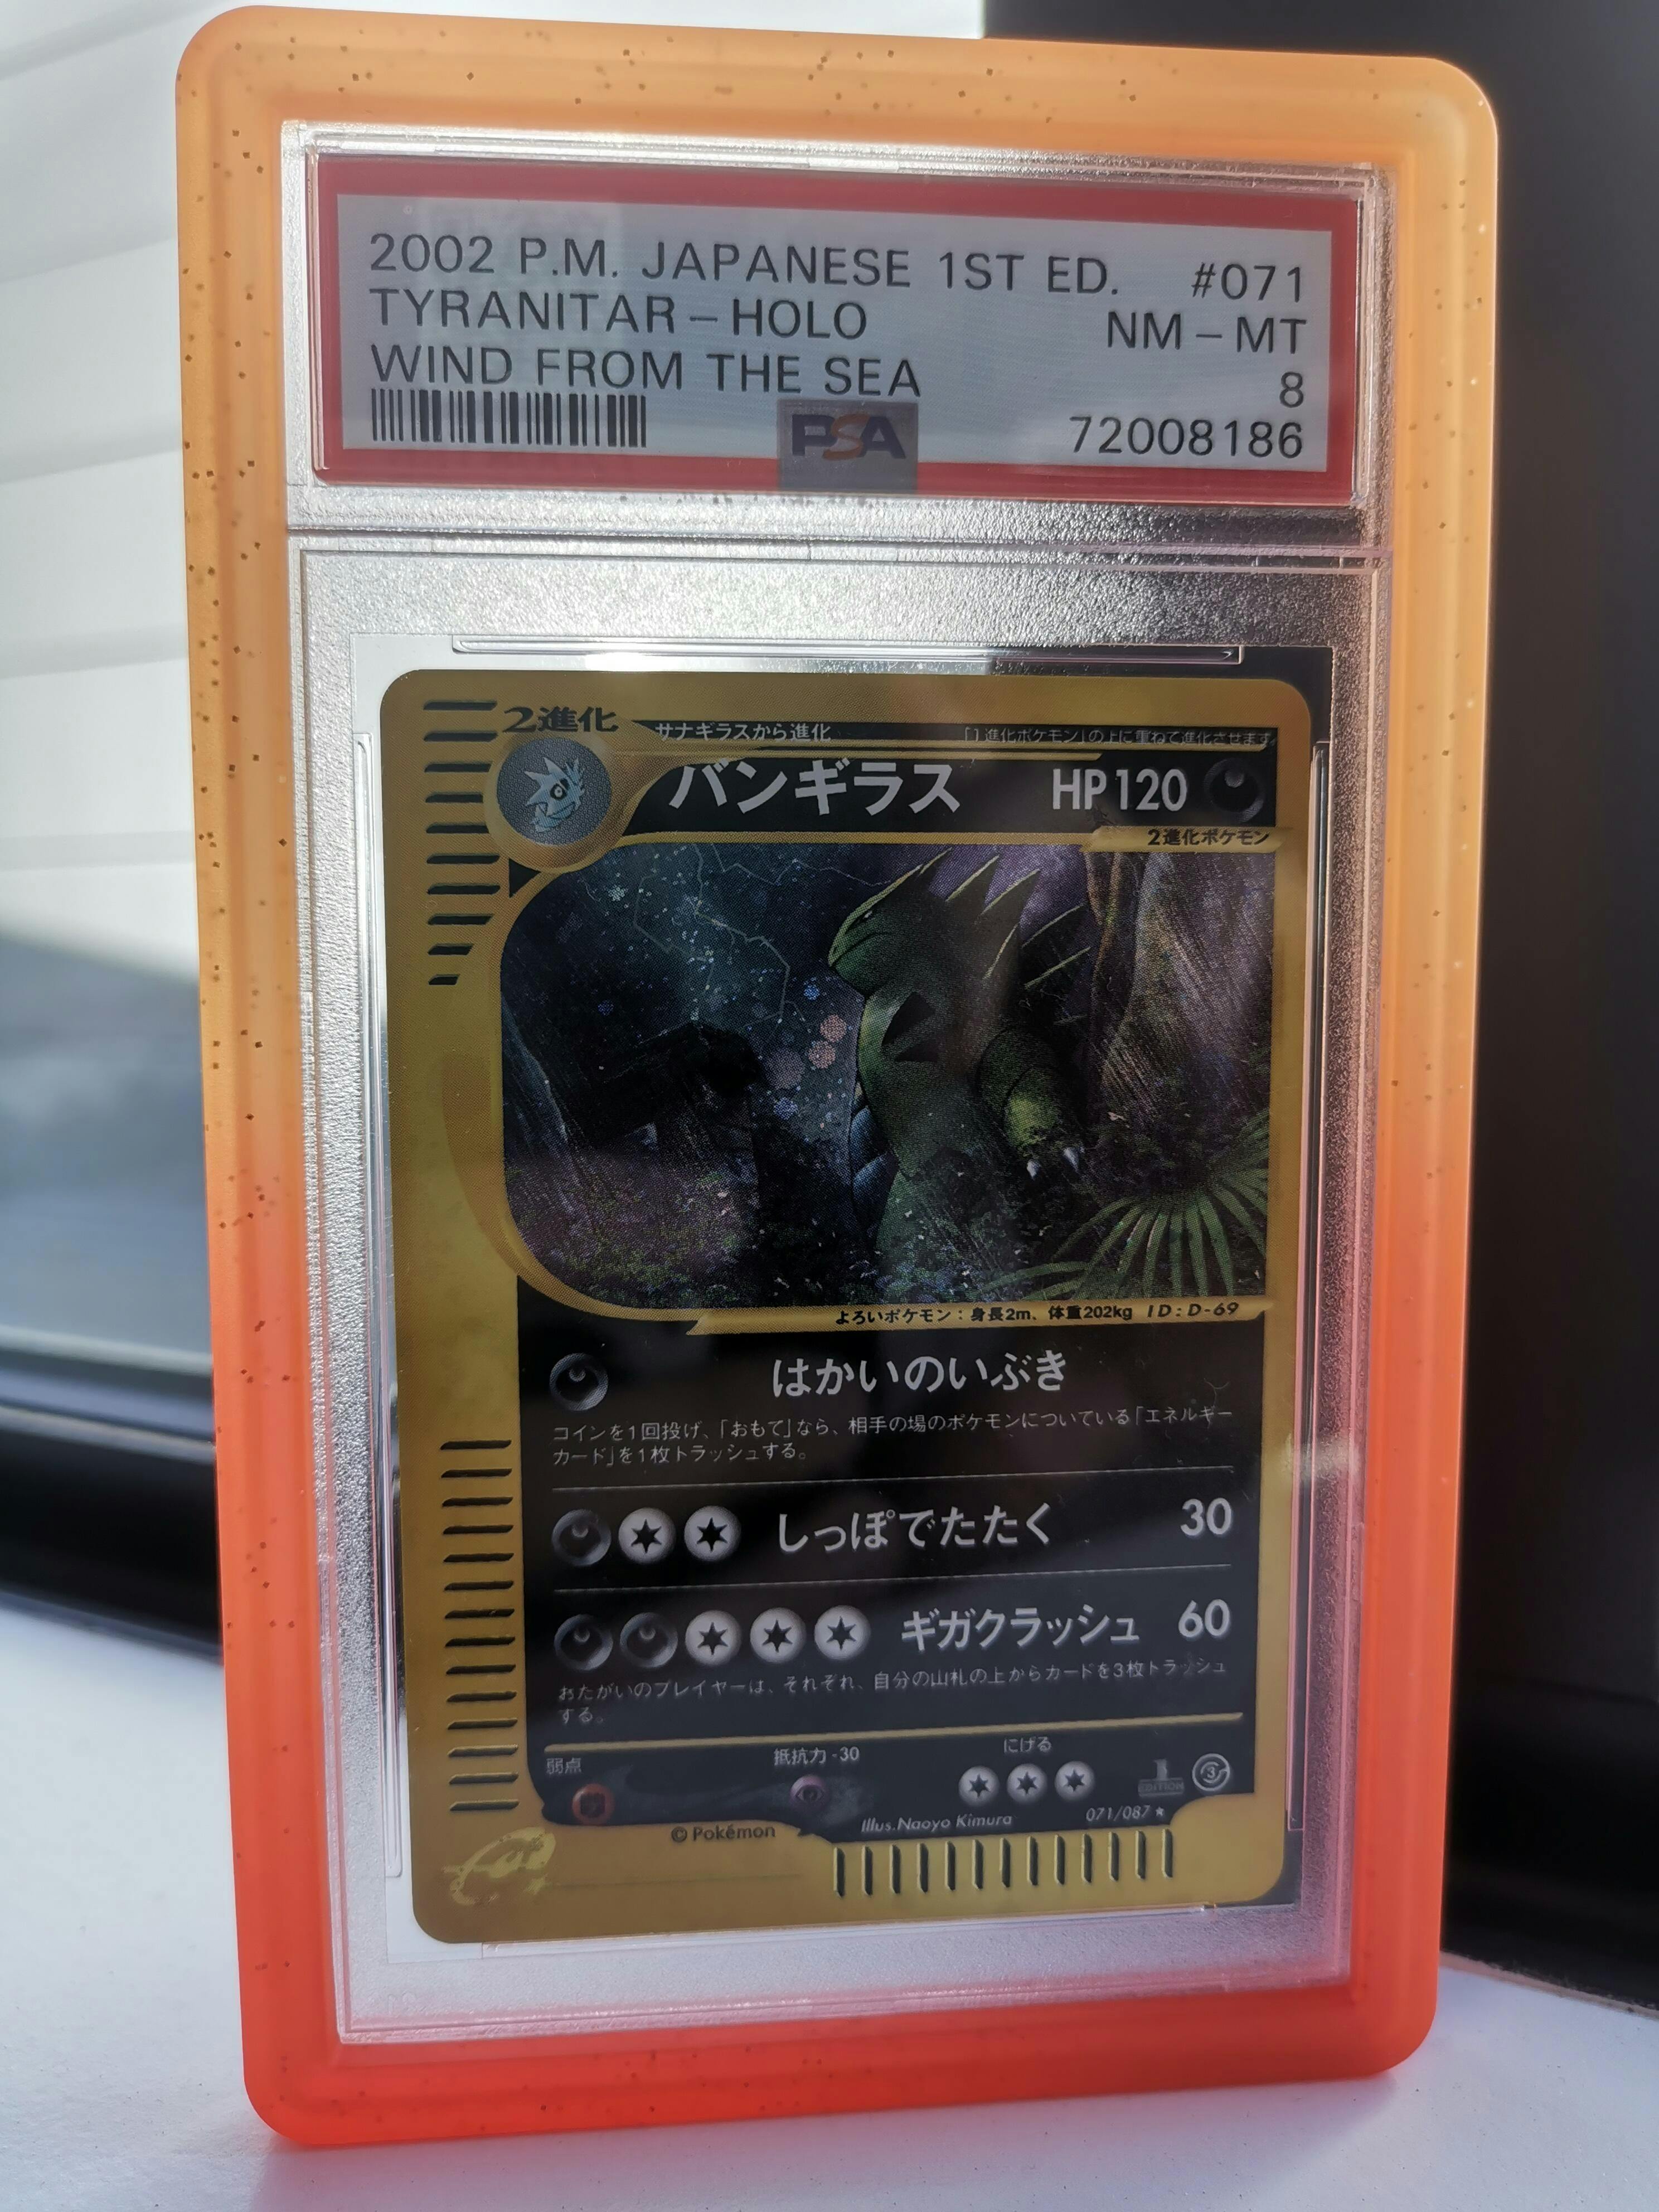 2002 P.M. JAPANESE 1ST ED. #071
TYRANITAR-HOLO NM-MT
WIND FROM THE SEA 8
PSA 72008186
2進化 サナギラスから進化 「1進化ポケモン」の上に重ねて進化させます
バンギラス HP120
2進化ポケモン
よろいポケモン：身長2m、体重202kg ID:D-69
はかいのいぶき
コインを1回投げ、「おもて」なら、相手の場のポケモンについている「エネルギー
カード」を1枚トラッシュする。
しっぽでたたく 30
ギガクラッシュ 60
おたがいのプレイヤーは、それぞれ、自分の山札の上からカードを3枚トラッシュ
する。
弱点 抵抗力-30 にげる
1 EDITION 3
©Pokémon Illus.Naoyo Kimura 071/087★